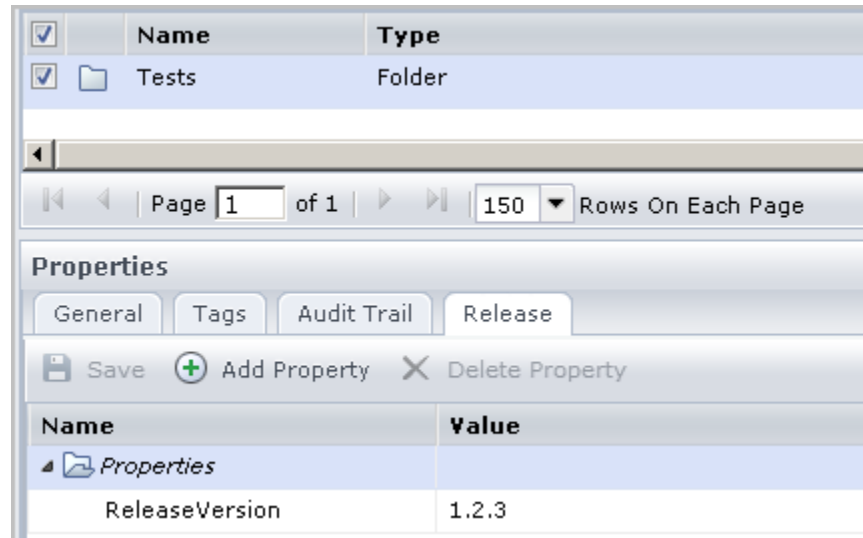 Name Type
Tests Folder
Page 1 of 1 150 Rows On Each Page
Properties
General Tags Audit Trail Release
Save Add Property Delete Property
Name Value
Properties
ReleaseVersion 1.2.3